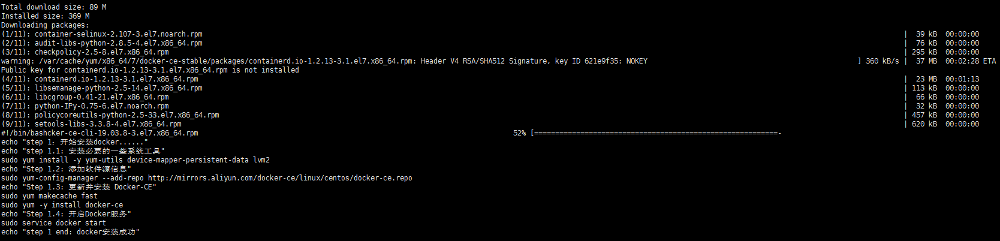 Total download size: 89 M
Installed size: 369 M
Downloading packages:
(1/11): container-selinux-2.107-3.el7.noarch.rpm | 39 kB 00:00:00
(2/11): audit-libs-python-2.8.5-4.el7.x86_64.rpm | 76 kB 00:00:00
(3/11): checkpolicy-2.5-8.el7.x86_64.rpm | 295 kB 00:00:00
warning: /var/cache/yum/x86_64/7/docker-ce-stable/packages/containerd.io-1.2.13-3.1.el7.x86_64.rpm: Header V4 RSA/SHA512 Signature, key ID 621e9f35: NOKEY ] 360 kB/s | 37 MB 00:02:28 ETA
Public key for containerd.io-1.2.13-3.1.el7.x86_64.rpm is not installed
(4/11): containerd.io-1.2.13-3.1.el7.x86_64.rpm | 23 MB 00:01:13
(5/11): libsemanage-python-2.5-14.el7.x86_64.rpm | 113 kB 00:00:00
(6/11): libcgroup-0.41-21.el7.x86_64.rpm | 66 kB 00:00:00
(7/11): python-IPy-0.75-6.el7.noarch.rpm | 32 kB 00:00:00
(8/11): policycoreutils-python-2.5-33.el7.x86_64.rpm | 457 kB 00:00:00
(9/11): setools-libs-3.3.8-4.el7.x86_64.rpm | 620 kB 00:00:00
#!/bin/bashcker-ce-cli-19.03.8-3.el7.x86_64.rpm 52% [==========================================================-
echo "step 1：开始安装docker......"
echo "step 1.1: 安装必要的一些系统工具"
sudo yum install -y yum-utils device-mapper-persistent-data lvm2
echo "Step 1.2: 添加软件源信息"
sudo yum-config-manager --add-repo http://mirrors.aliyun.com/docker-ce/linux/centos/docker-ce.repo
echo "Step 1.3: 更新并安装 Docker-CE"
sudo yum makecache fast
sudo yum -y install docker-ce
echo "Step 1.4: 开启Docker服务"
sudo service docker start
echo "step 1 end: docker安装成功"